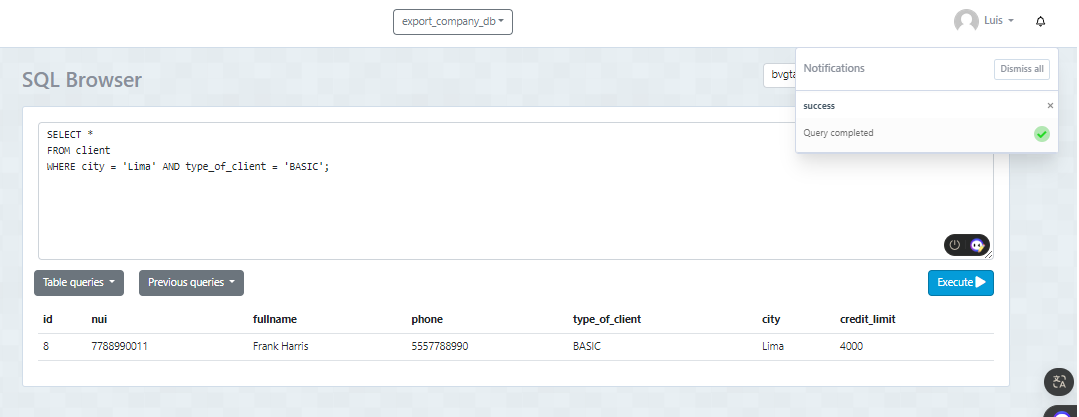 export_company_db
Luis
SQL Browser
bvgta
Notifications
Dismiss all
success
×
Query completed
SELECT *
FROM client
WHERE city = 'Lima' AND type_of_client = 'BASIC';
Table queries
Previous queries
Execute
id nui fullname phone type_of_client city credit_limit
8 7788990011 Frank Harris 5557788990 BASIC Lima 4000